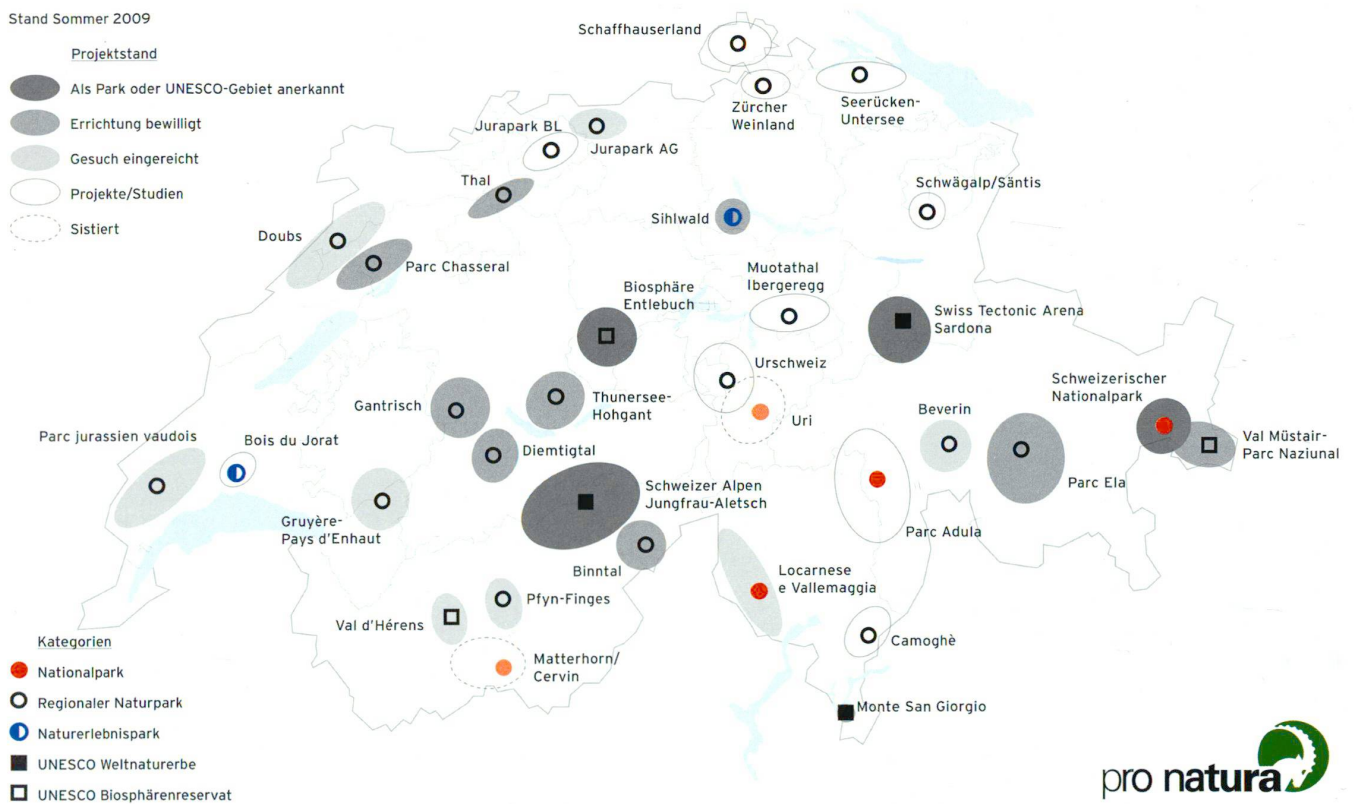 Stand Sommer 2009
Projektstand
Als Park oder UNESCO-Gebiet anerkannt
Errichtung bewilligt
Gesuch eingereicht
Projekte/Studien
Sistiert
Schaffhauserland
Zürcher
Weinland
Seerücken-
Untersee
Jurapark BL
Jurapark AG
Thal
Schwägalp/Säntis
Sihlwald
Doubs
Parc Chasseral
Biosphäre
Entlebuch
Muotathal
Ibergeregg
Swiss Tectonic Arena
Sardona
Urschweiz
Schweizerischer
Nationalpark
Gantrisch
Thunersee-
Hohgant
Uri
Beverin
Parc jurassien vaudois
Bois du Jorat
Diemtigtal
Val Müstair-
Parc Naziunal
Parc Ela
Schweizer Alpen
Jungfrau-Aletsch
Gruyère-
Pays d'Enhaut
Parc Adula
Binntal
Locarnese
e Vallemaggia
Pfyn-Finges
Val d'Hérens
Camoghè
Matterhorn/
Cervin
Monte San Giorgio
Kategorien
Nationalpark
Regionaler Naturpark
Naturerlebnispark
UNESCO Weltnaturerbe
UNESCO Biosphärenreservat
pro natura